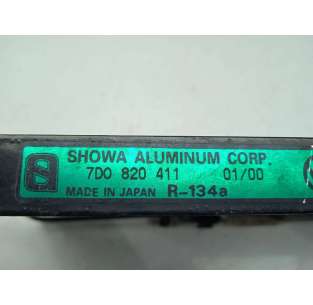 SHOWA ALUMINUM CORP.
7D0 820 411 01/00
MADE IN JAPAN R-134a